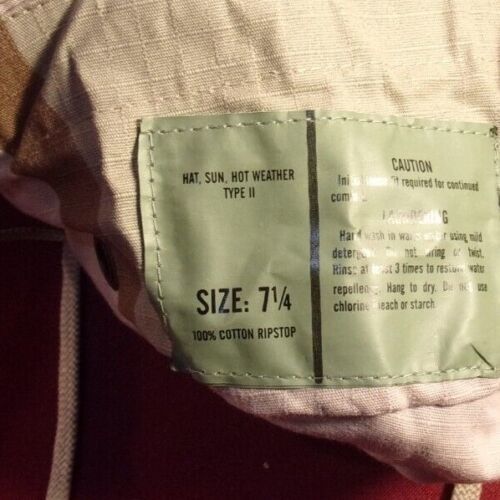 HAT, SUN, HOT WEATHER
TYPE II
SIZE: 7¼
100% COTTON RIPSTOP
CAUTION
fit required for continued
LAUNDERING
Hand wash in water using mild
detergent. Do not wring or twist.
Rinse at least 3 times to restore water
repellency. Hang to dry. Do not use
chlorine bleach or starch.